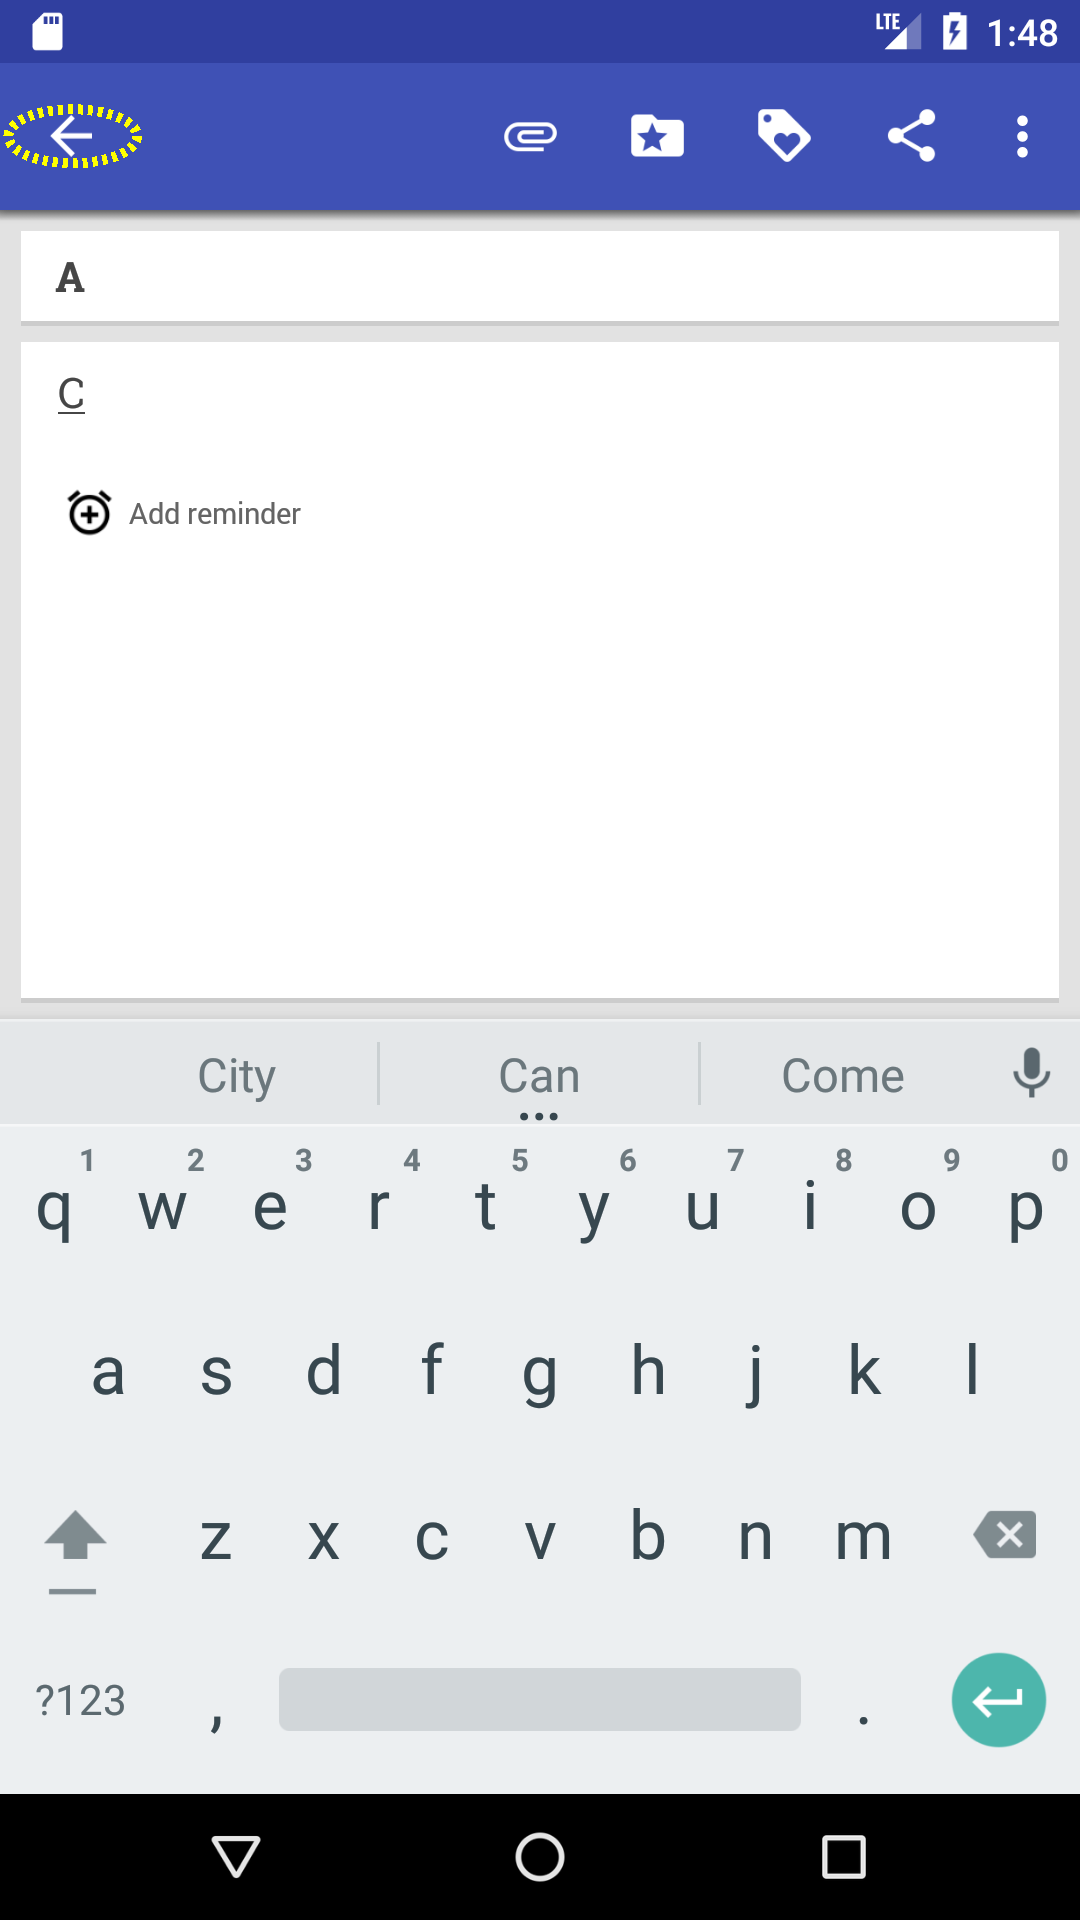 LTE 1:48
A
C
Add reminder
City Can Come
1 2 3 4 5 6 7 8 9 0
q w e r t y u i o p
a s d f g h j k l
z x c v b n m
?123 , .